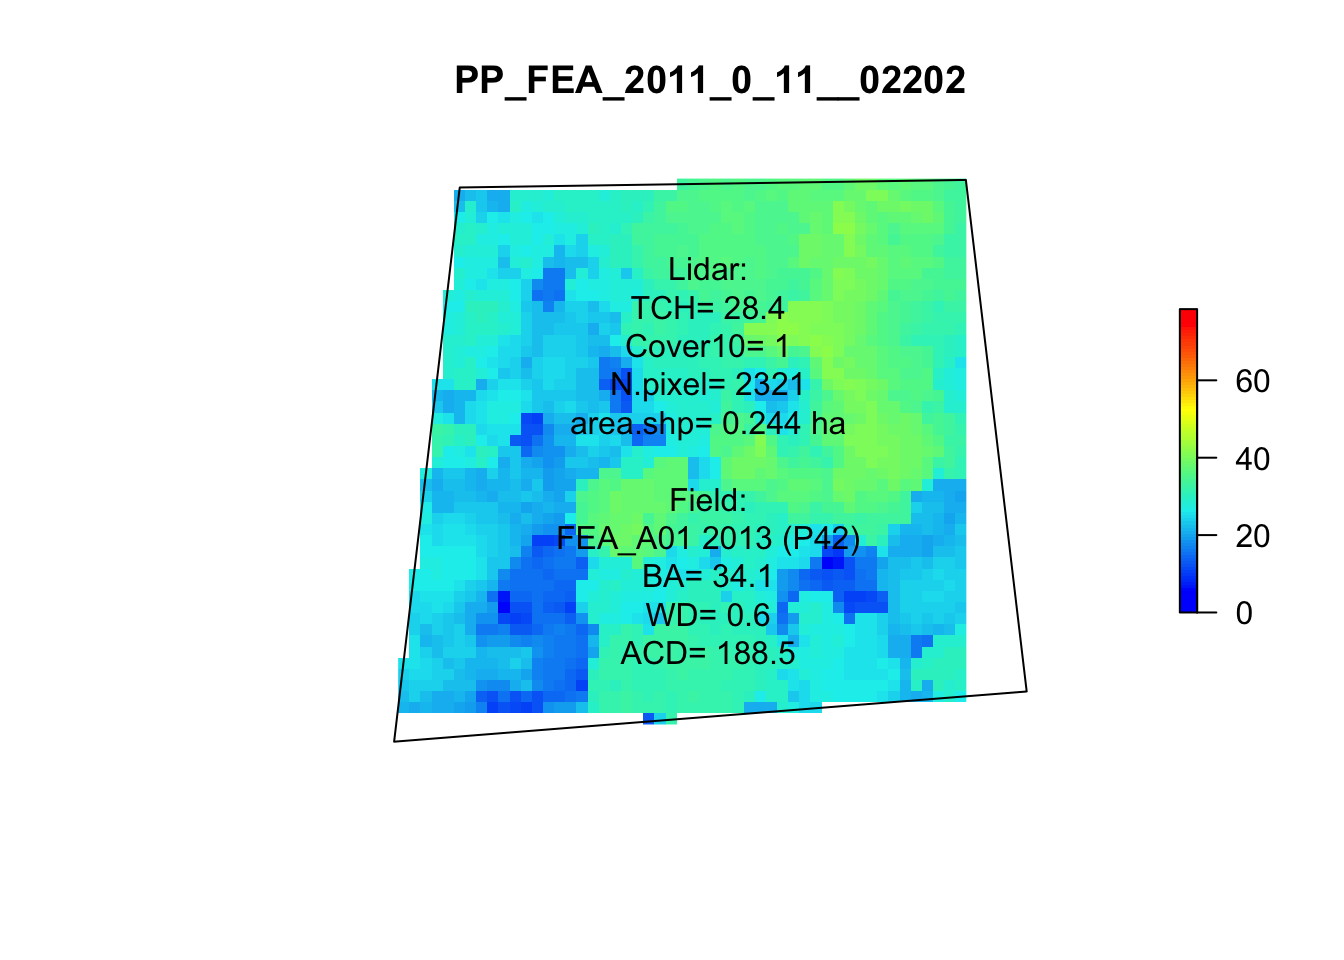 PP_FEA_2011_0_11__02202
Lidar:
TCH= 28.4
Cover10= 1
N.pixel= 2321
area.shp= 0.244 ha
Field:
FEA_A01 2013 (P42)
BA= 34.1
WD= 0.6
ACD= 188.5
60
40
20
0